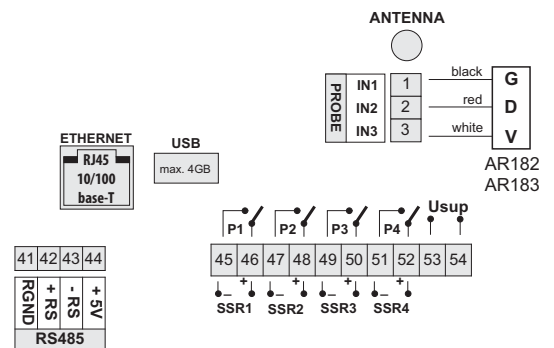 ANTENNA
PROBE
IN1 1 black G
IN2 2 red D
IN3 3 white V
AR182
AR183
ETHERNET
RJ45
10/100
base-T
USB
max. 4GB
P1 P2 P3 P4 Usup
45 46 47 48 49 50 51 52 53 54
– + – + – + – +
SSR1 SSR2 SSR3 SSR4
41 42 43 44
RGND + RS - RS + 5V
RS485